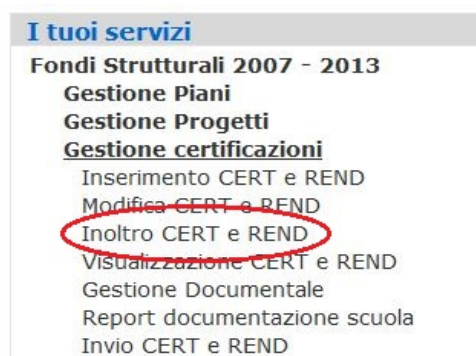 I tuoi servizi
Fondi Strutturali 2007 - 2013
Gestione Piani
Gestione Progetti
Gestione certificazioni
Inserimento CERT e REND
Modifica CERT e REND
Inoltro CERT e REND
Visualizzazione CERT e REND
Gestione Documentale
Report documentazione scuola
Invio CERT e REND